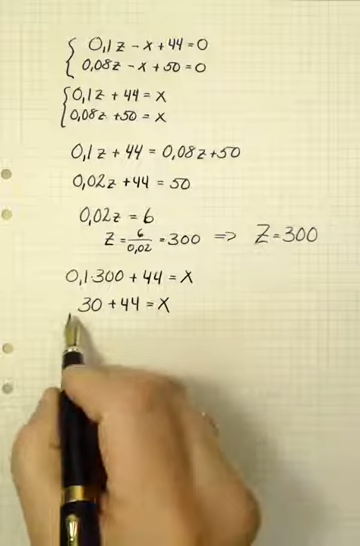 0,1z - x + 44 = 0
0,08z - x + 50 = 0
0,1z + 44 = x
0,08z + 50 = x
0,1z + 44 = 0,08z + 50
0,02z + 44 = 50
0,02z = 6
z = 6/0,02 = 300 ⇒ z = 300
0,1·300 + 44 = x
30 + 44 = x